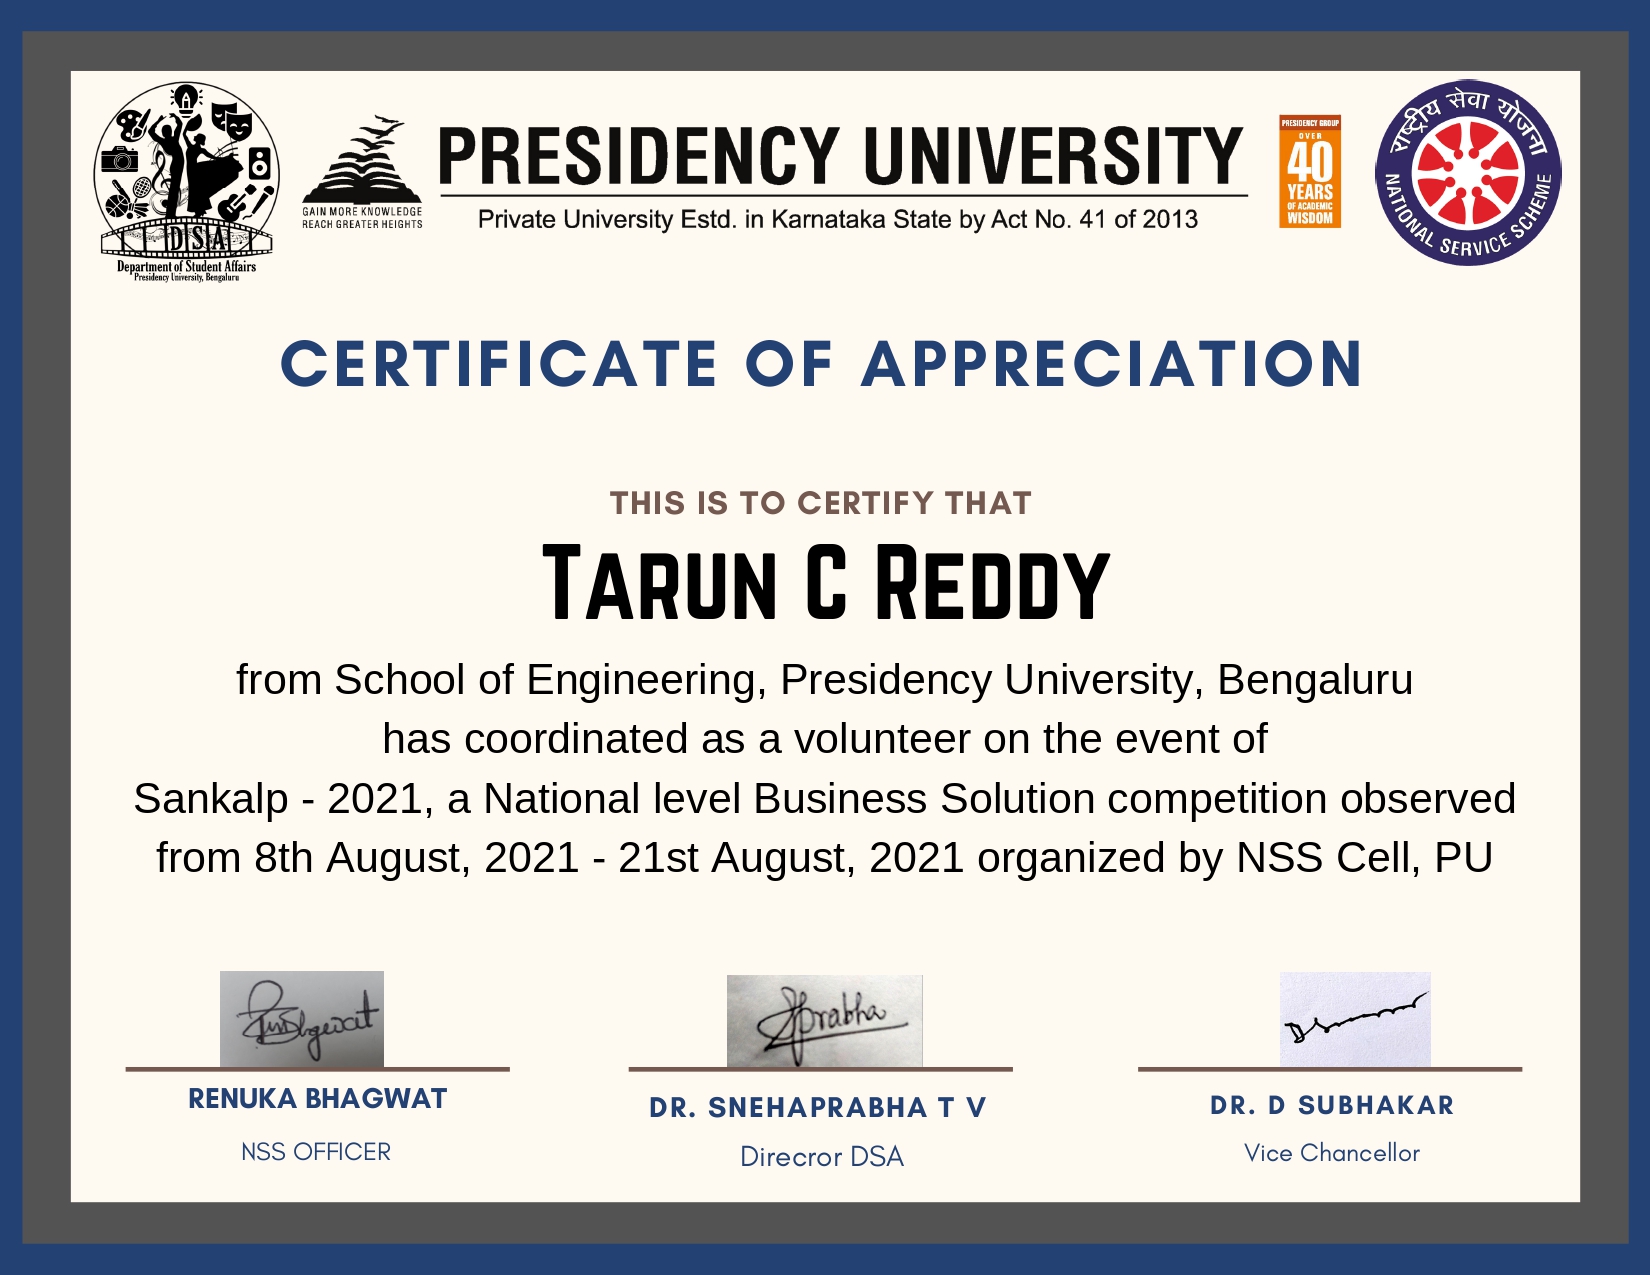 DSA
Department of Student Affairs
Presidency University, Bengaluru
GAIN MORE KNOWLEDGE
REACH GREATER HEIGHTS
PRESIDENCY UNIVERSITY
Private University Estd. in Karnataka State by Act No. 41 of 2013
PRESIDENCY GROUP
OVER
40
YEARS
OF ACADEMIC
WISDOM
राष्ट्रीय सेवा योजना
NATIONAL SERVICE SCHEME
CERTIFICATE OF APPRECIATION
THIS IS TO CERTIFY THAT
TARUN C REDDY
from School of Engineering, Presidency University, Bengaluru
has coordinated as a volunteer on the event of
Sankalp - 2021, a National level Business Solution competition observed
from 8th August, 2021 - 21st August, 2021 organized by NSS Cell, PU
RENUKA BHAGWAT
NSS OFFICER
DR. SNEHAPRABHA T V
Direcror DSA
DR. D SUBHAKAR
Vice Chancellor